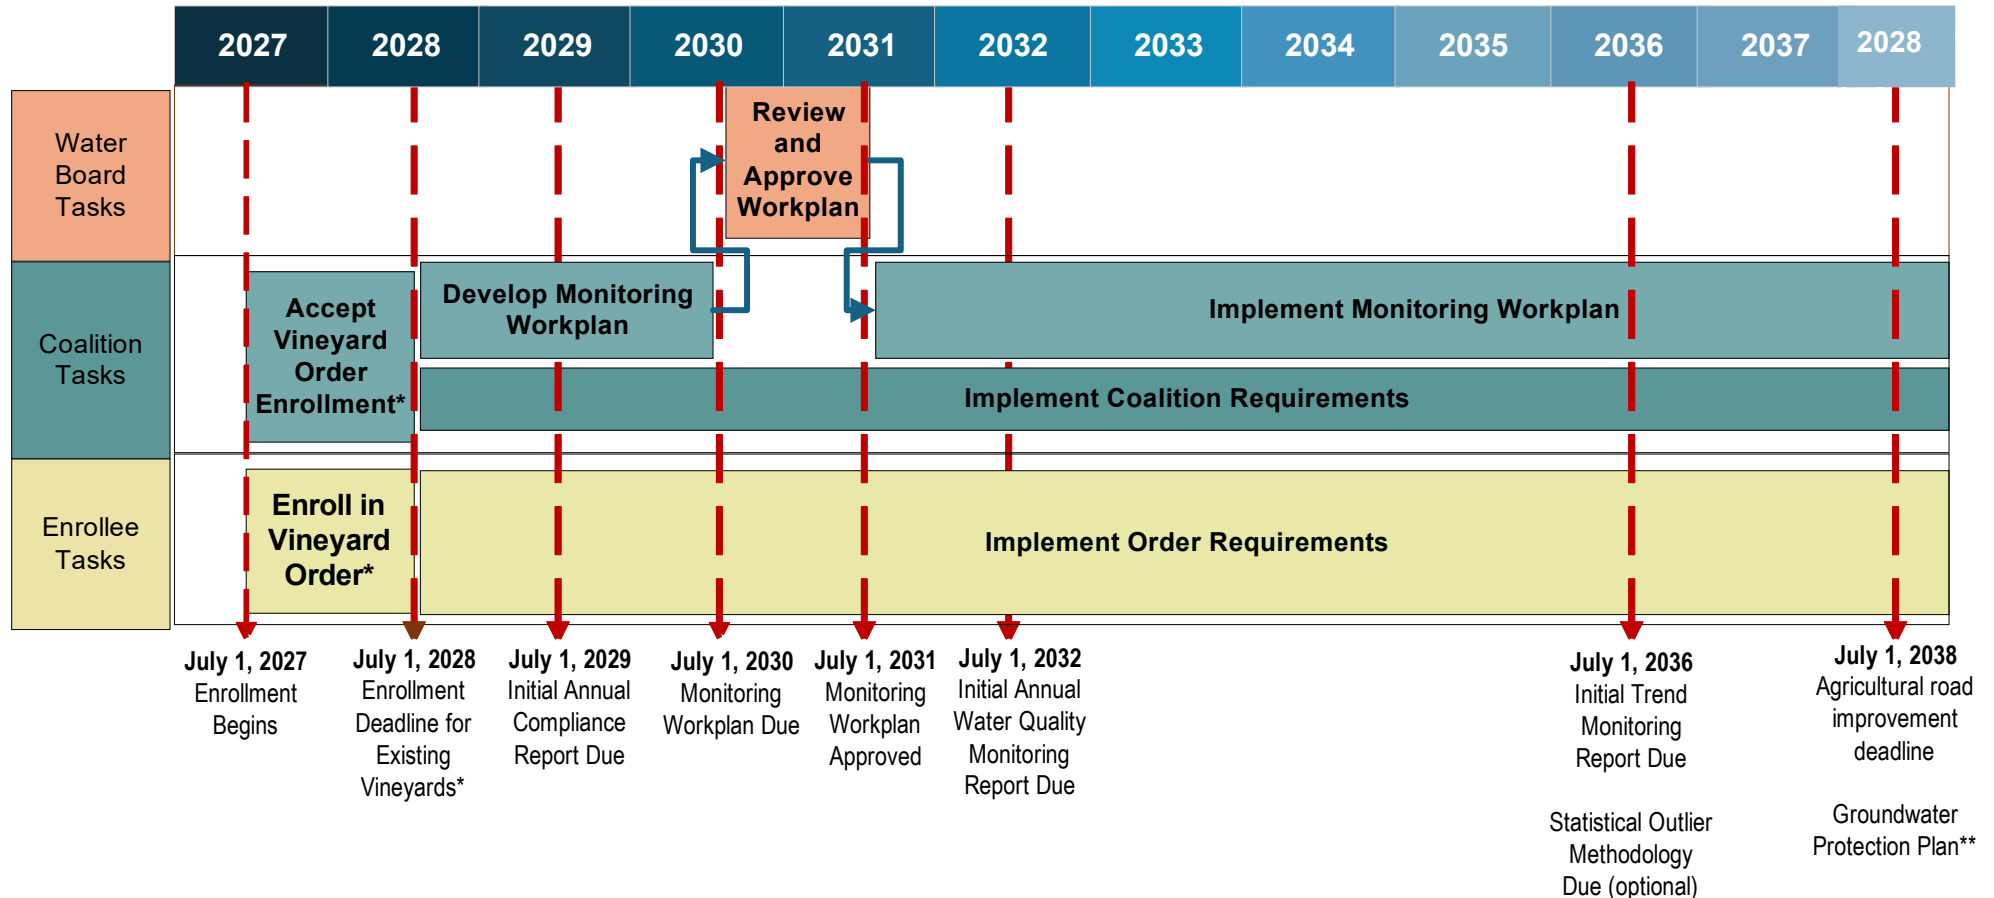 2027 2028 2029 2030 2031 2032 2033 2034 2035 2036 2037 2028
Water
Board
Tasks
Review
and
Approve
Workplan
Coalition
Tasks
Accept
Vineyard
Order
Enrollment*
Develop Monitoring
Workplan
Implement Monitoring Workplan
Implement Coalition Requirements
Enrollee
Tasks
Enroll in
Vineyard
Order*
Implement Order Requirements
July 1, 2027
Enrollment
Begins
July 1, 2028
Enrollment
Deadline for
Existing
Vineyards*
July 1, 2029
Initial Annual
Compliance
Report Due
July 1, 2030
Monitoring
Workplan Due
July 1, 2031
Monitoring
Workplan
Approved
July 1, 2032
Initial Annual
Water Quality
Monitoring
Report Due
July 1, 2036
Initial Trend
Monitoring
Report Due
Statistical Outlier
Methodology
Due (optional)
July 1, 2038
Agricultural road
improvement
deadline
Groundwater
Protection Plan**